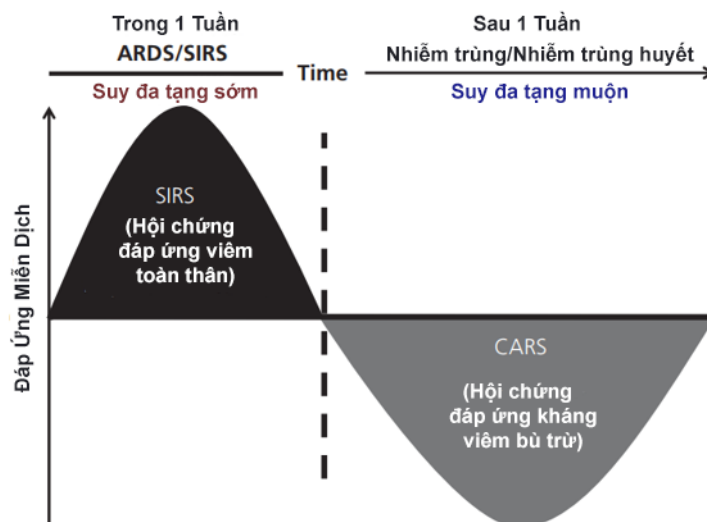 Trong 1 Tuần
ARDS/SIRS
Suy đa tạng sớm
Time
Sau 1 Tuần
Nhiễm trùng/Nhiễm trùng huyết
Suy đa tạng muộn
Đáp Ứng Miễn Dịch
SIRS
(Hội chứng
đáp ứng viêm
toàn thân)
CARS
(Hội chứng
đáp ứng kháng
viêm bù trừ)